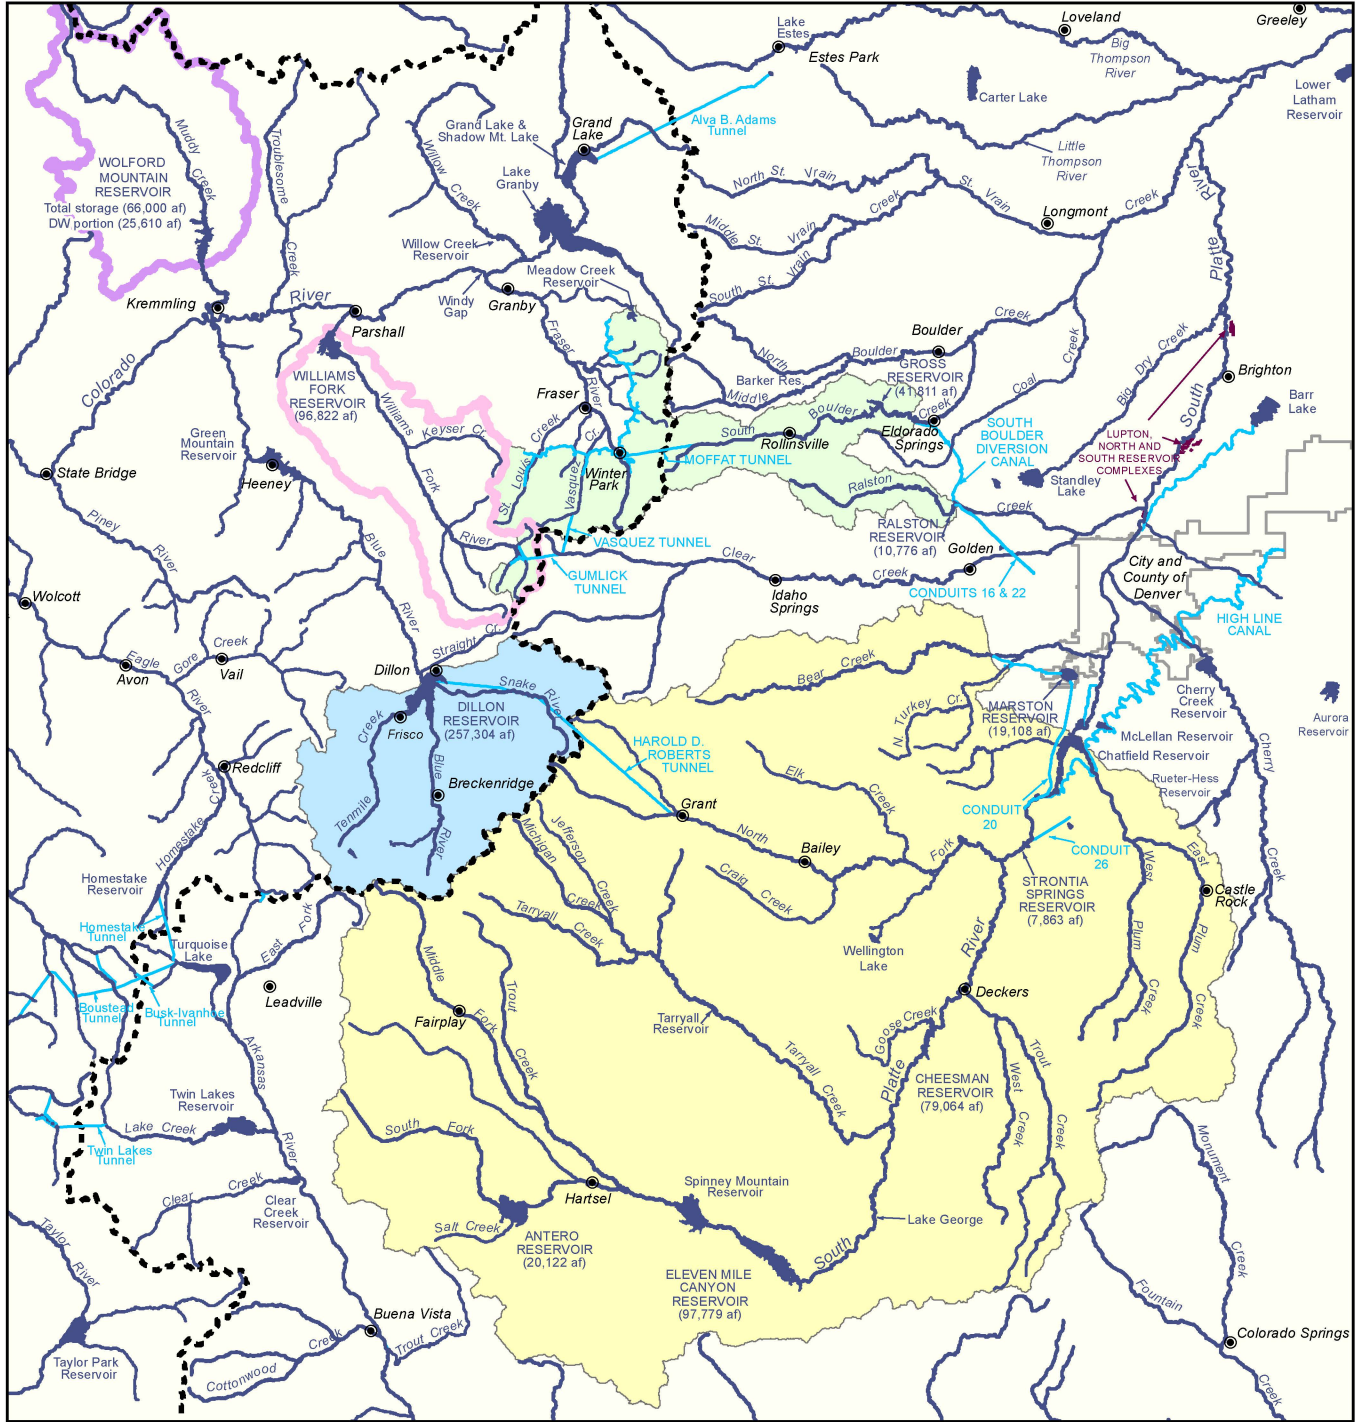 Loveland
Greeley
Lake
Estes
Estes Park
Big
Thompson
River
Carter Lake
Lower
Latham
Reservoir
Alva B. Adams
Tunnel
Grand
Lake
Grand Lake &
Shadow Mt. Lake
Muddy
Creek
Troublesome
Creek
Willow
Creek
Little
Thompson
River
WOLFORD
MOUNTAIN
RESERVOIR
Total storage (66,000 af)
DW portion (25,610 af)
Lake
Granby
North St. Vrain
St. Vrain
Creek
Longmont
Middle St. Vrain Creek
South St. Vrain
River
Platte
South
Willow Creek
Reservoir
Meadow Creek
Reservoir
Windy
Gap
Granby
Kremmling
River
Parshall
Colorado
Fraser
River
Boulder
Creek
North Boulder
GROSS
RESERVOIR
(41,811 af)
Barker Res.
Middle
Boulder
Creek
South
Coal
Creek
Big Dry Creek
Brighton
Barr
Lake
WILLIAMS
FORK
RESERVOIR
(96,822 af)
Williams
Fork
River
Keyser Cr.
Fraser
St. Louis
Creek
Vasquez
Cr.
Winter
Park
Rollinsville
Eldorado
Springs
SOUTH
BOULDER
DIVERSION
CANAL
LUPTON,
NORTH AND
SOUTH RESERVOIR
COMPLEXES
Green
Mountain
Reservoir
Heeney
State Bridge
MOFFAT TUNNEL
Standley
Lake
Ralston
Creek
RALSTON
RESERVOIR
(10,776 af)
Golden
Piney
River
Blue
River
VASQUEZ TUNNEL
GUMLICK
TUNNEL
Clear
Creek
Idaho
Springs
CONDUITS 16 & 22
City and
County of
Denver
HIGH LINE
CANAL
Wolcott
Eagle
River
Avon
Gore
Creek
Vail
Straight Cr.
Dillon
Snake River
DILLON
RESERVOIR
(257,304 af)
Frisco
Tenmile
Creek
Blue
River
Breckenridge
HAROLD D.
ROBERTS
TUNNEL
Bear Creek
N. Turkey Cr.
MARSTON
RESERVOIR
(19,108 af)
Cherry
Creek
Reservoir
Aurora
Reservoir
McLellan Reservoir
Chatfield Reservoir
Rueter-Hess
Reservoir
Cherry
Creek
Redcliff
Homestake
Creek
Grant
Elk
Creek
North
Fork
Bailey
CONDUIT
20
CONDUIT
26
STRONTIA
SPRINGS
RESERVOIR
(7,863 af)
West
Plum
Creek
East
Plum
Creek
Castle
Rock
Homestake
Reservoir
Homestake
Tunnel
Turquoise
Lake
East Fork
Boustead
Tunnel
Busk-Ivanhoe
Tunnel
Leadville
Michigan
Creek
Jefferson
Creek
Tarryall
Creek
Craig
Creek
Wellington
Lake
River
Deckers
Middle
Fork
Trout
Creek
Fairplay
Tarryall
Reservoir
Tarryall
Creek
Goose Creek
Platte
CHEESMAN
RESERVOIR
(79,064 af)
West
Creek
Trout
Creek
Arkansas
River
Twin Lakes
Reservoir
Lake Creek
Twin Lakes
Tunnel
Clear Creek
Clear
Creek
Reservoir
South Fork
Hartsel
Salt Creek
ANTERO
RESERVOIR
(20,122 af)
Spinney Mountain
Reservoir
Lake George
South
ELEVEN MILE
CANYON
RESERVOIR
(97,779 af)
Monument
Creek
Fountain
Creek
Colorado Springs
Taylor
River
Taylor Park
Reservoir
Buena Vista
Cottonwood
Creek
Trout Creek